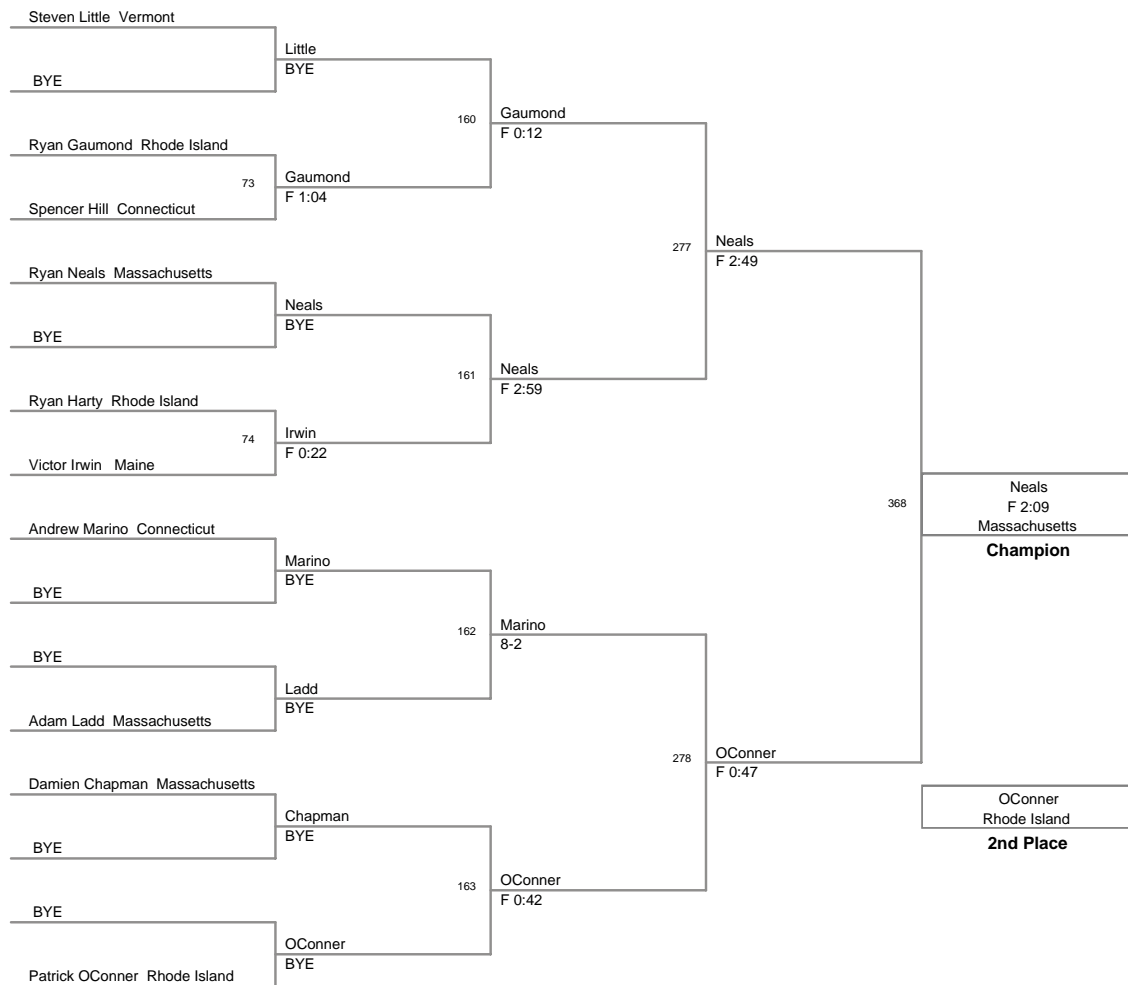 Steven Little Vermont
BYE
Ryan Gaumond Rhode Island
73
Spencer Hill Connecticut
Ryan Neals Massachusetts
BYE
Ryan Harty Rhode Island
74
Victor Irwin Maine
Andrew Marino Connecticut
BYE
BYE
Adam Ladd Massachusetts
Damien Chapman Massachusetts
BYE
BYE
Patrick OConner Rhode Island
Little
BYE
160
Gaumond
F 1:04
Neals
BYE
161
Irwin
F 0:22
Marino
BYE
162
Ladd
BYE
Chapman
BYE
163
OConner
BYE
Gaumond
F 0:12
277
Neals
F 2:59
Marino
8-2
278
OConner
F 0:42
Neals
F 2:49
368
OConner
F 0:47
Neals
F 2:09
Massachusetts
Champion
OConner
Rhode Island
2nd Place